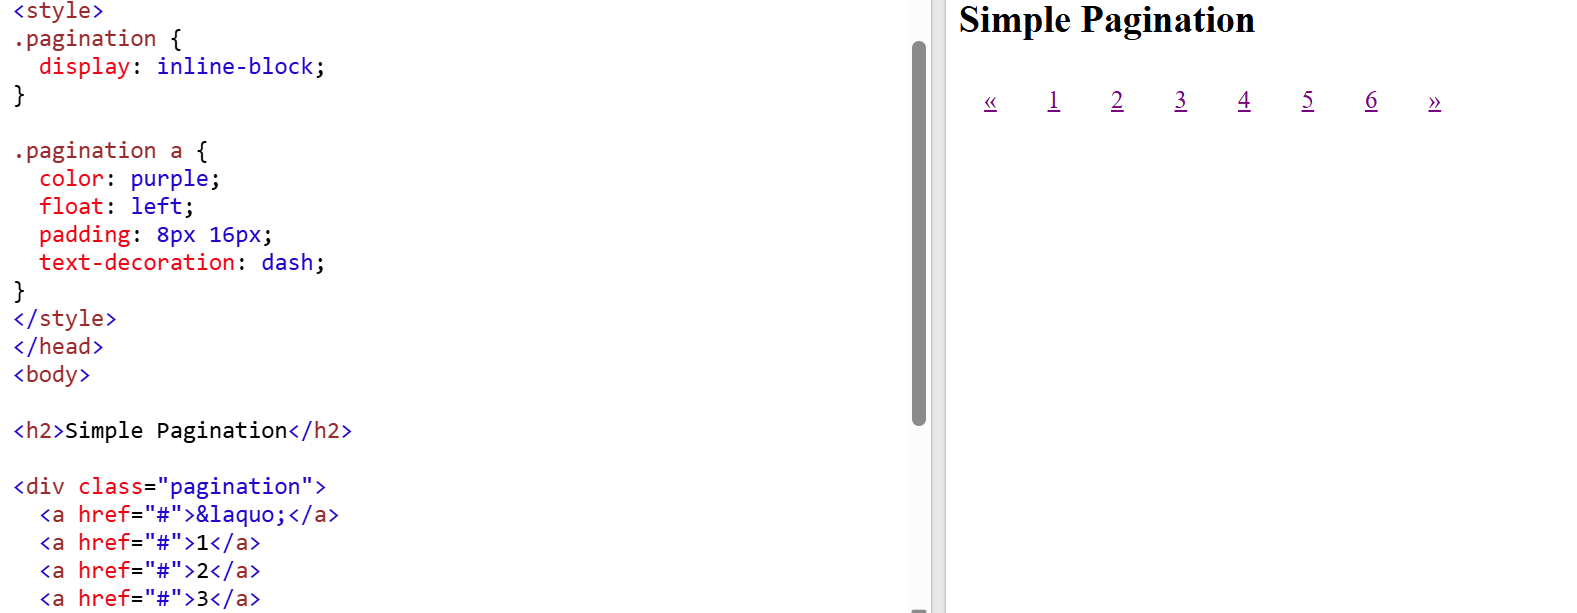 <style>
.pagination {
  display: inline-block;
}

.pagination a {
  color: purple;
  float: left;
  padding: 8px 16px;
  text-decoration: dash;
}
</style>
</head>
<body>

<h2>Simple Pagination</h2>

<div class="pagination">
  <a href="#">&laquo;</a>
  <a href="#">1</a>
  <a href="#">2</a>
  <a href="#">3</a>
Simple Pagination
« 1 2 3 4 5 6 »